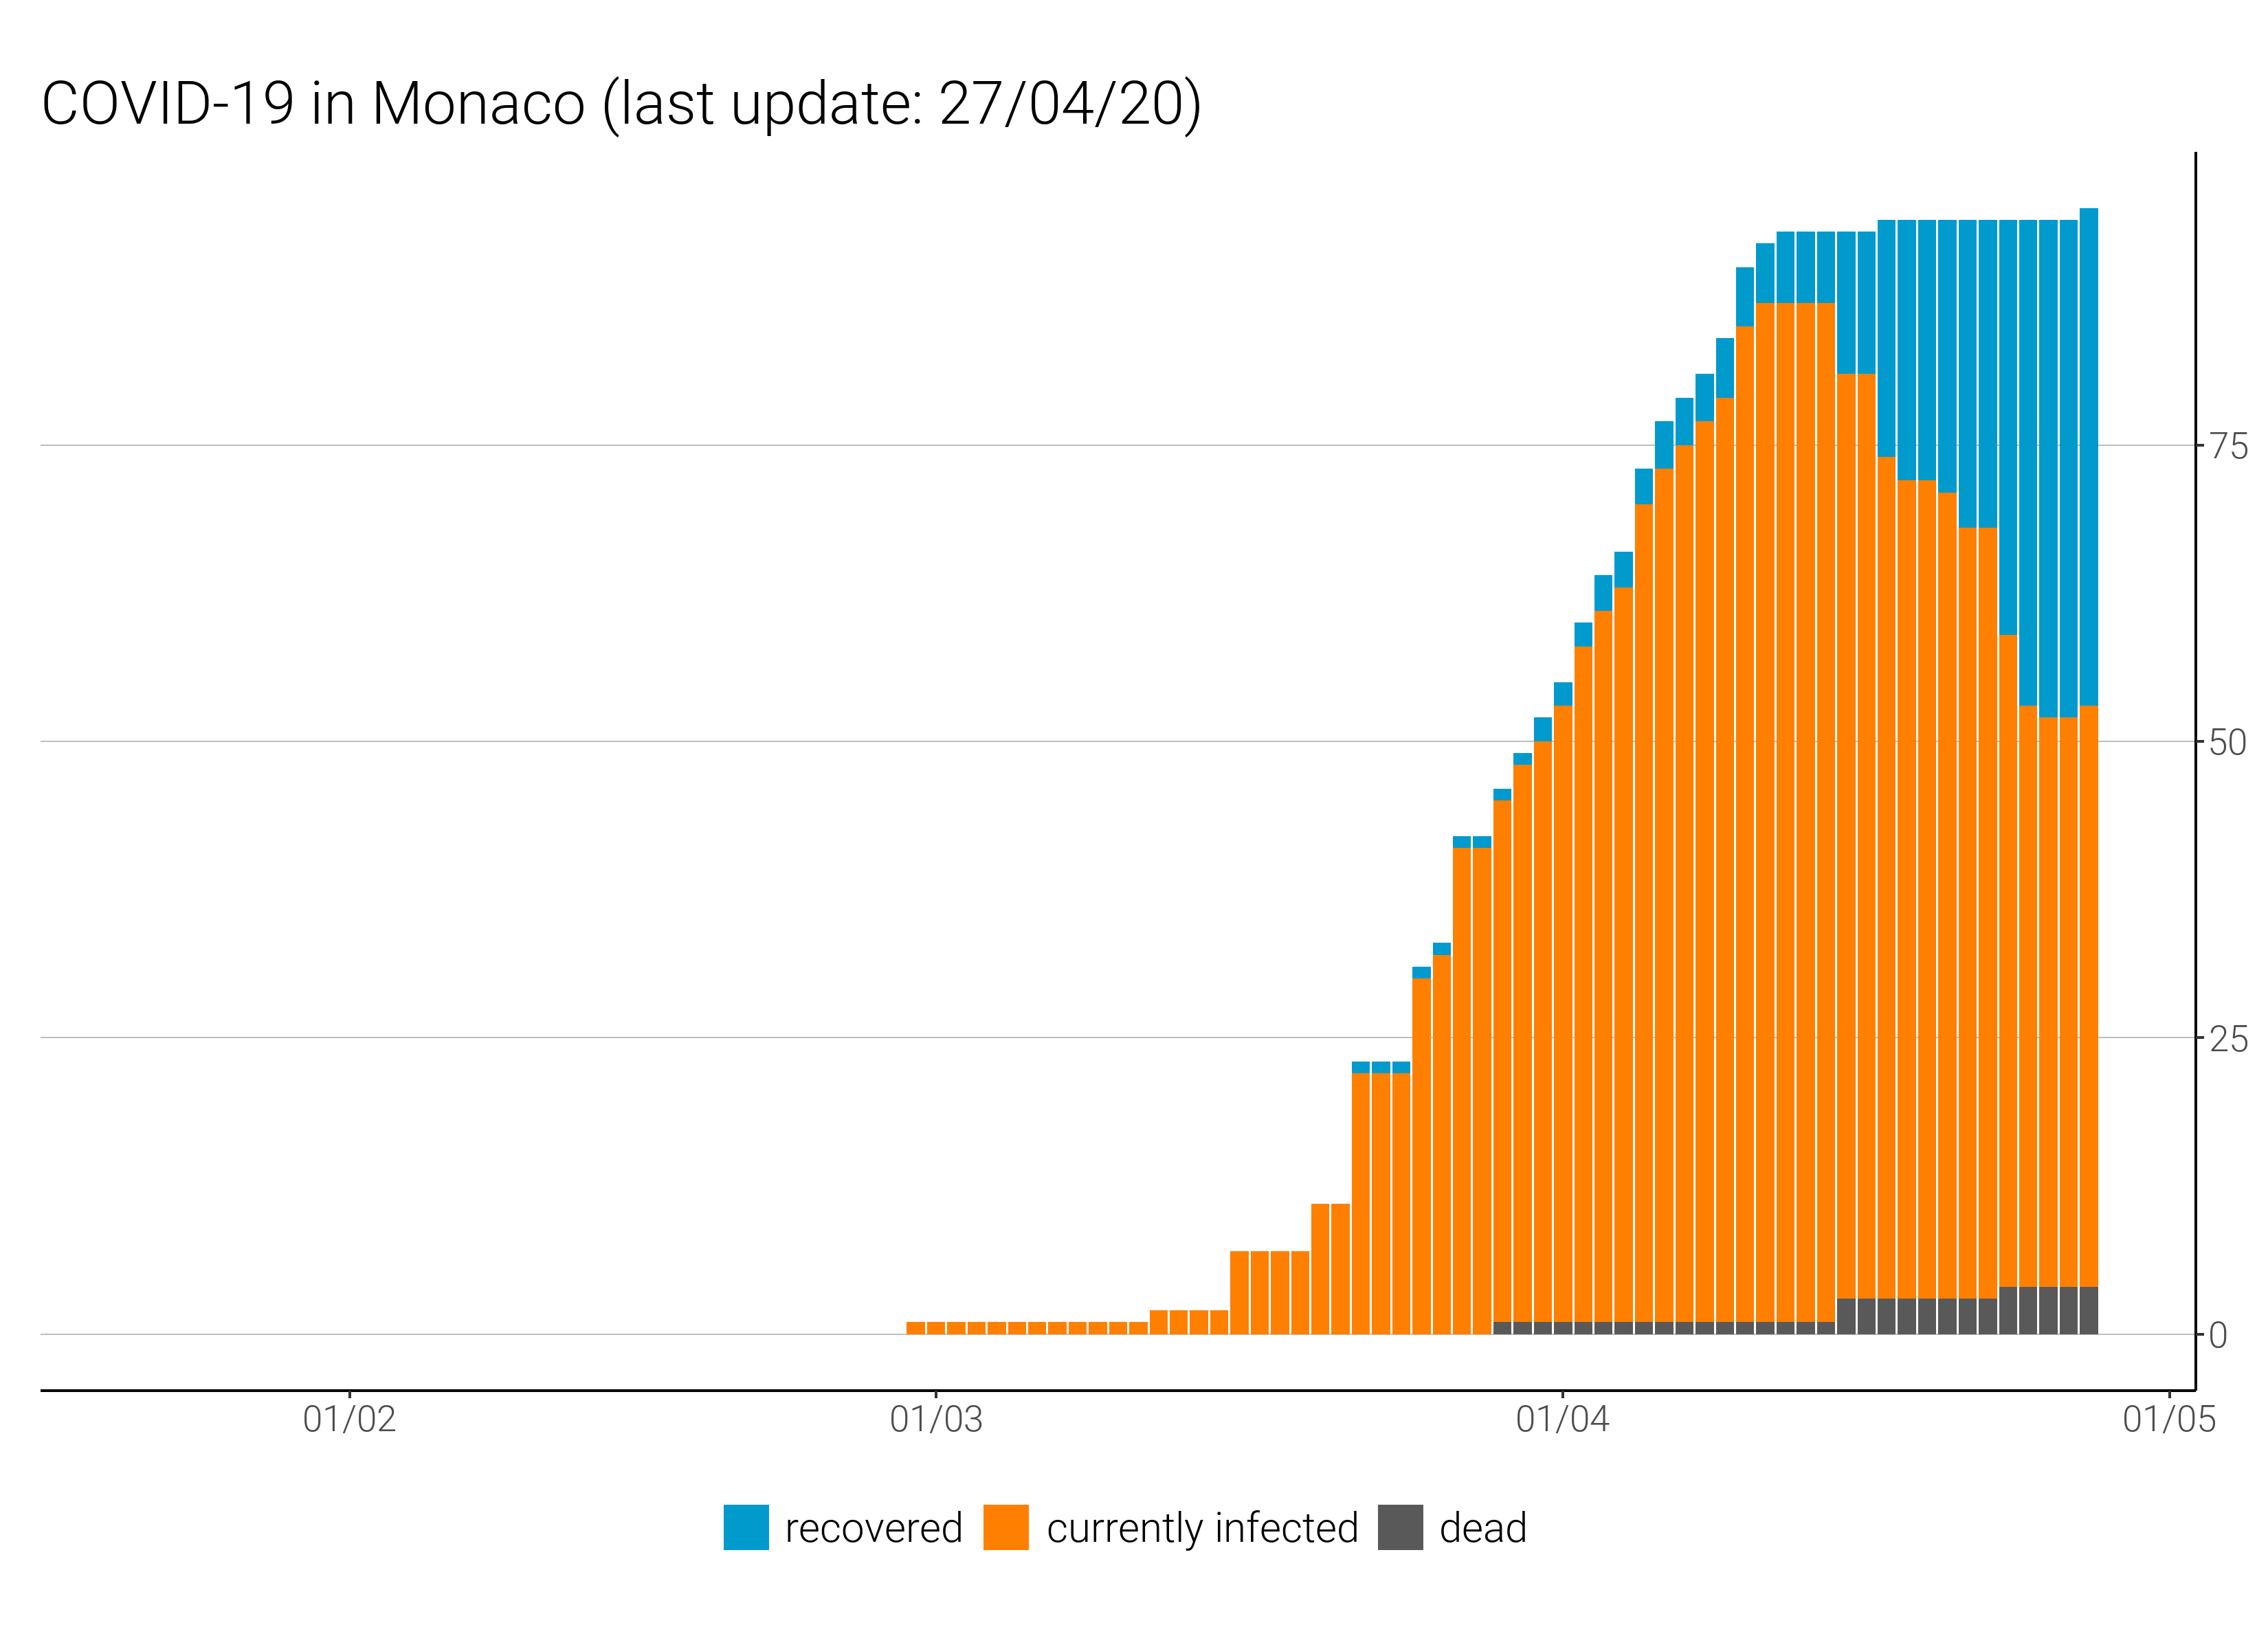 COVID-19 in Monaco (last update: 27/04/20)
75
50
25
0
01/02 01/03 01/04 01/05
recovered currently infected dead